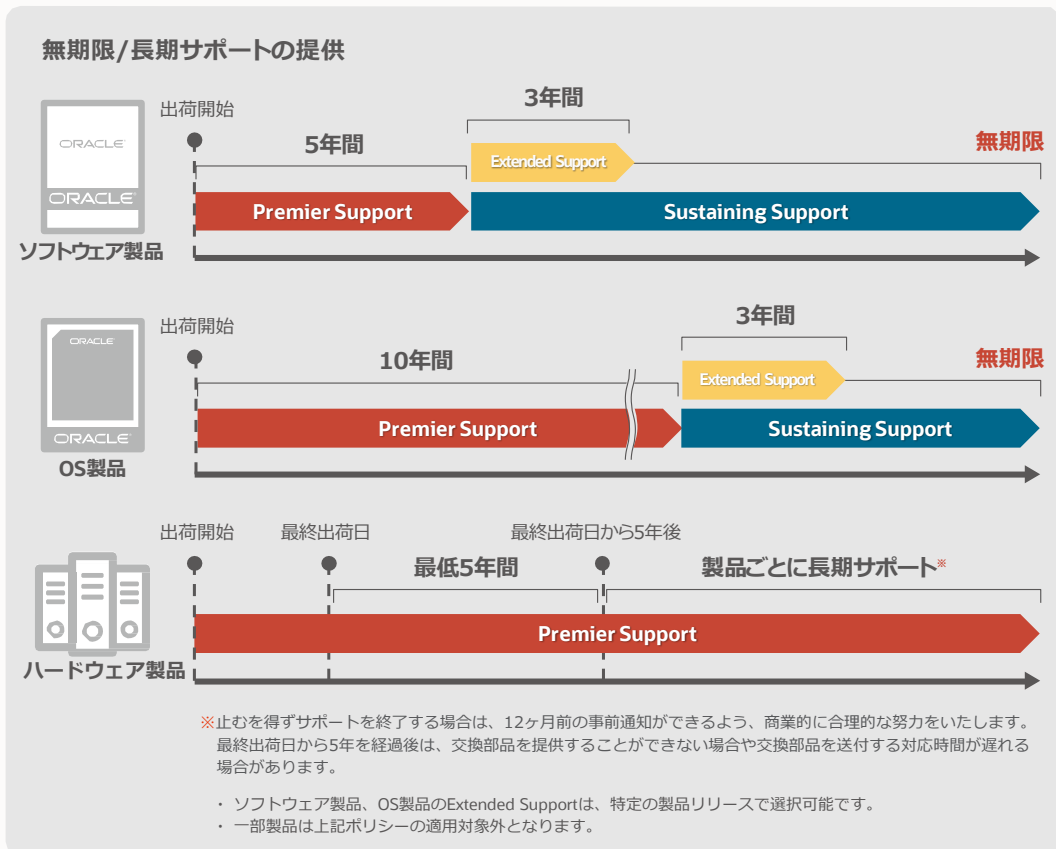 無期限/長期サポートの提供
出荷開始
3年間
5年間
無期限
ORACLE
ORACLE
Extended Support
Premier Support
Sustaining Support
ソフトウェア製品
出荷開始
3年間
10年間
無期限
ORACLE
ORACLE
Extended Support
Premier Support
Sustaining Support
OS製品
出荷開始
最終出荷日
最終出荷日から5年後
最低5年間
製品ごとに長期サポート※
Premier Support
ハードウェア製品
※止むを得ずサポートを終了する場合は、12ヶ月前の事前通知ができるよう、商業的に合理的な努力をいたします。
最終出荷日から5年を経過後は、交換部品を提供することができない場合や交換部品を送付する対応時間が遅れる
場合があります。
・ ソフトウェア製品、OS製品のExtended Supportは、特定の製品リリースで選択可能です。
・ 一部製品は上記ポリシーの適用対象外となります。